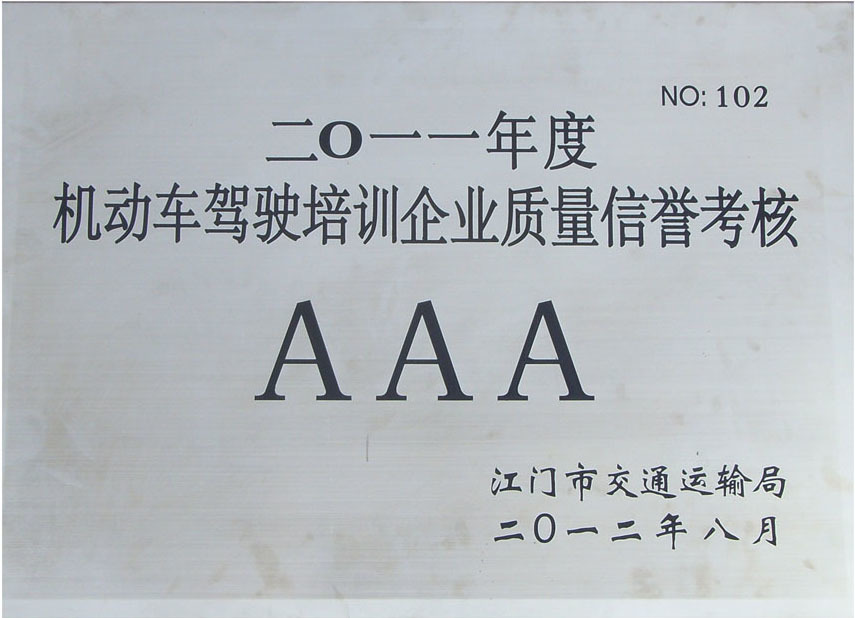 NO: 102
二O一一年度
机动车驾驶培训企业质量信誉考核
AAA
江门市交通运输局
二〇一二年八月